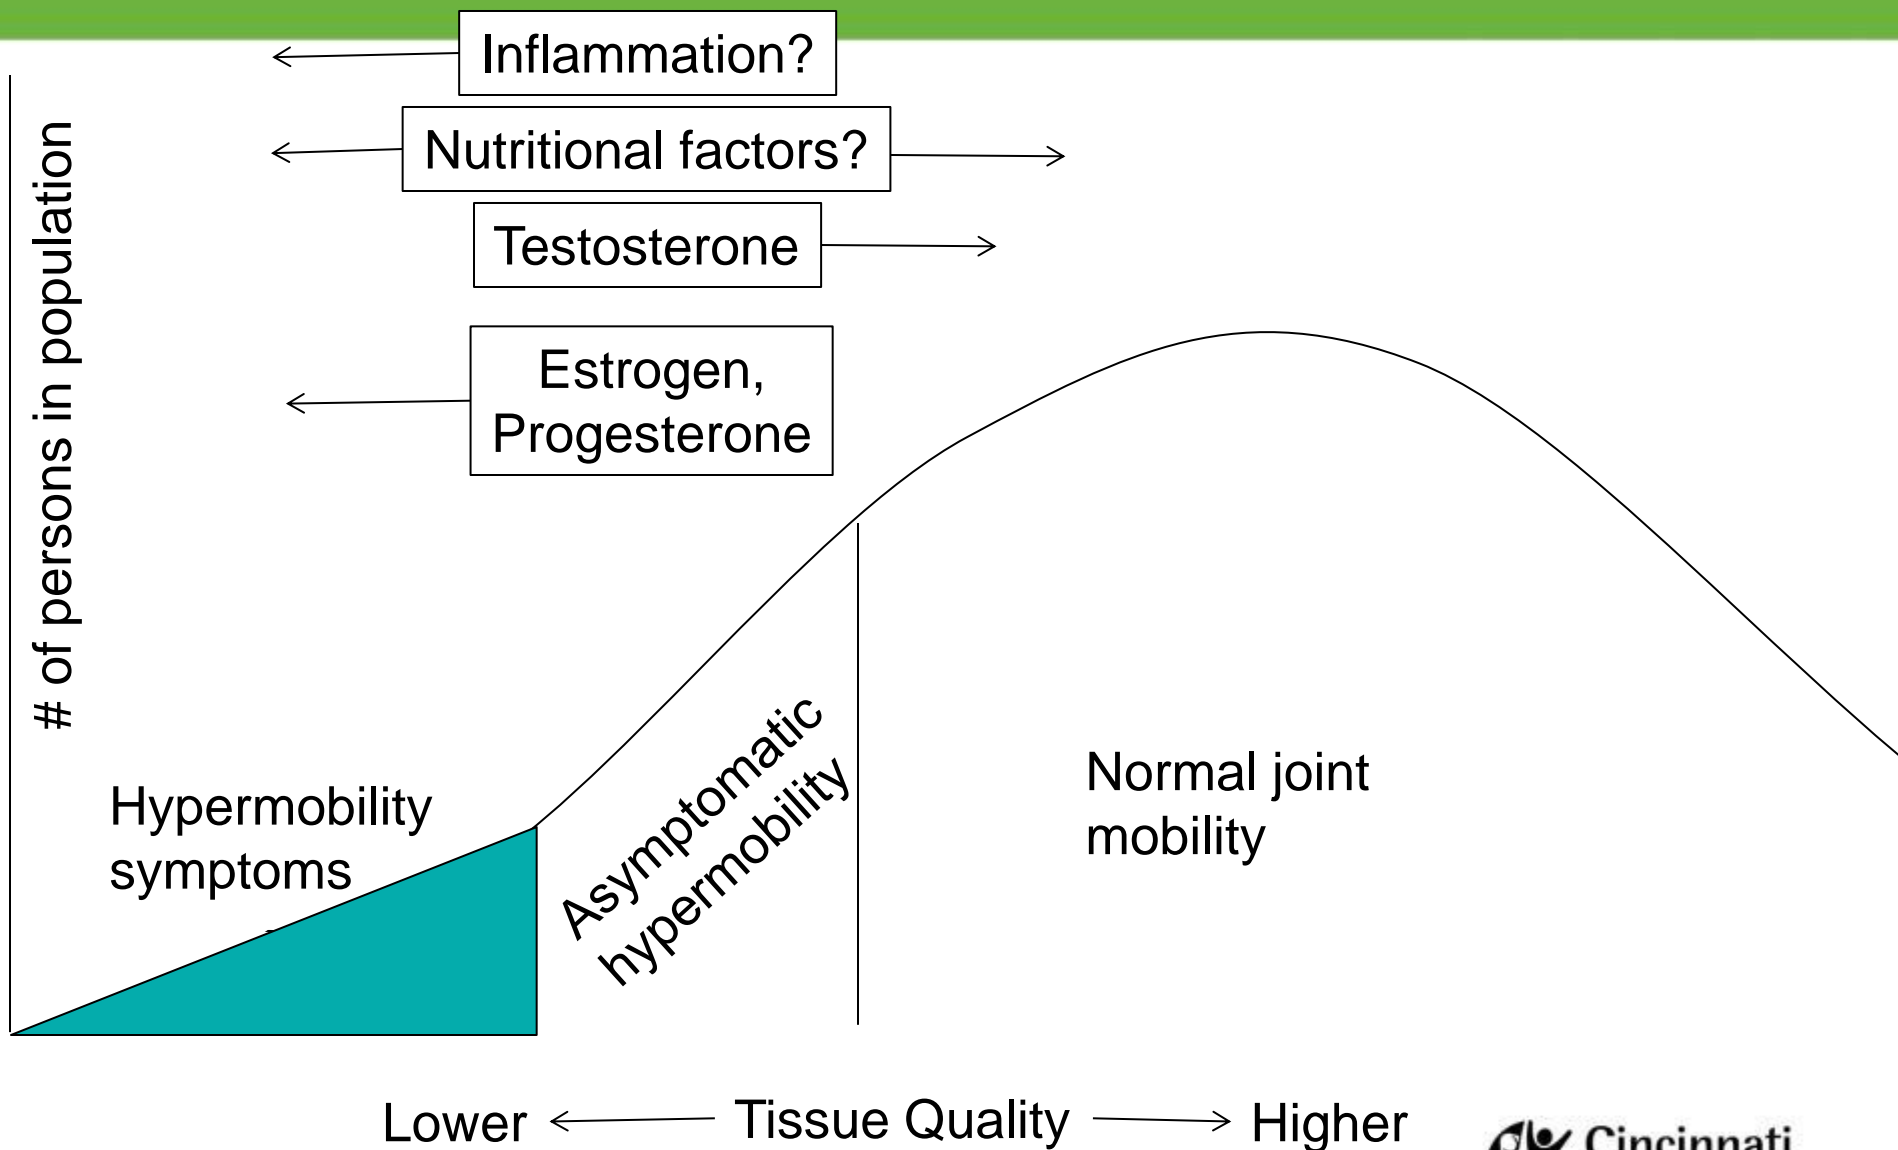 Inflammation?
Nutritional factors?
Testosterone
Estrogen,
Progesterone
# of persons in population
Hypermobility
symptoms
Asymptomatic
hypermobility
Normal joint
mobility
Lower
Tissue Quality
Higher
Cincinnati